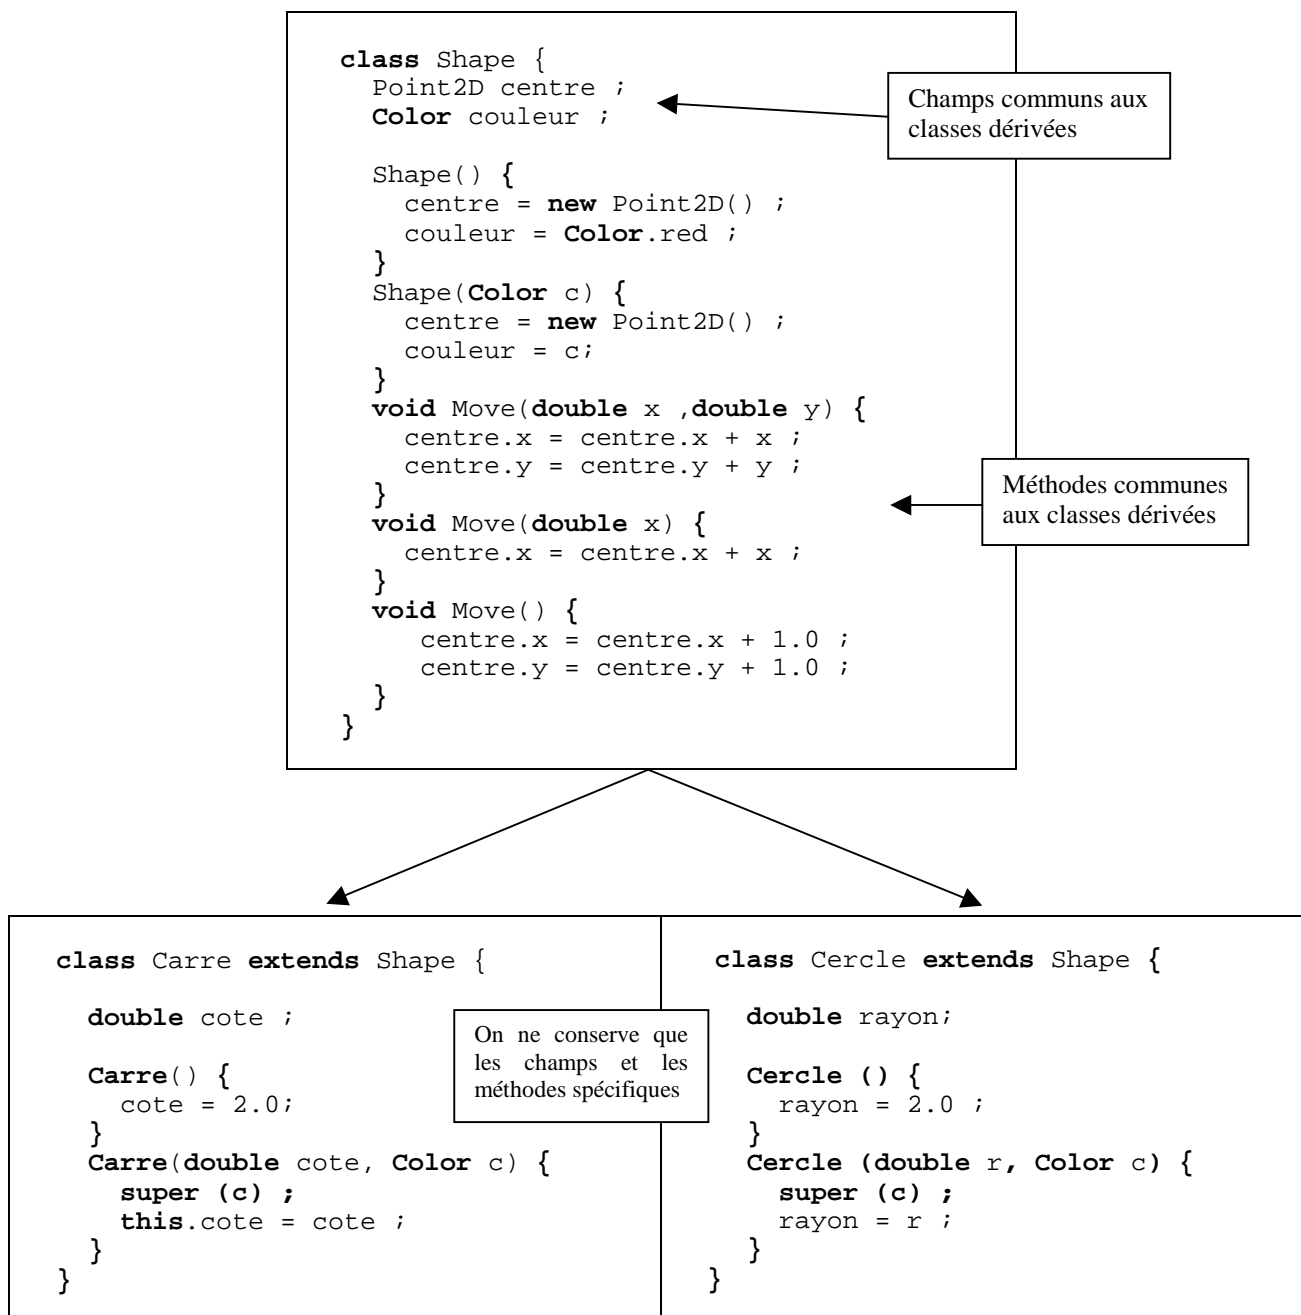 class Shape {
Point2D centre ;
Color couleur ;
Champs communs aux
classes dérivées
Shape() {
centre = new Point2D() ;
couleur = Color.red ;
}
Shape(Color c) {
centre = new Point2D() ;
couleur = c;
}
void Move(double x ,double y) {
centre.x = centre.x + x ;
centre.y = centre.y + y ;
}
Méthodes communes
aux classes dérivées
void Move(double x) {
centre.x = centre.x + x ;
}
void Move() {
centre.x = centre.x + 1.0 ;
centre.y = centre.y + 1.0 ;
}
}
class Carre extends Shape {
double cote ;
Carre() {
cote = 2.0;
}
Carre(double cote, Color c) {
super (c) ;
this.cote = cote ;
}
}
On ne conserve que
les champs et les
méthodes spécifiques
class Cercle extends Shape {
double rayon;
Cercle () {
rayon = 2.0 ;
}
Cercle (double r, Color c) {
super (c) ;
rayon = r ;
}
}